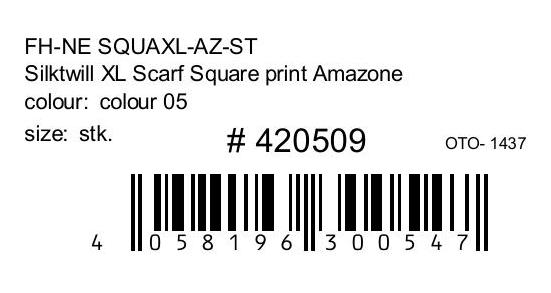 FH-NE SQUAXL-AZ-ST
Silktwill XL Scarf Square print Amazone
colour: colour 05
size: stk.
# 420509
OTO- 1437
4 058196 300547